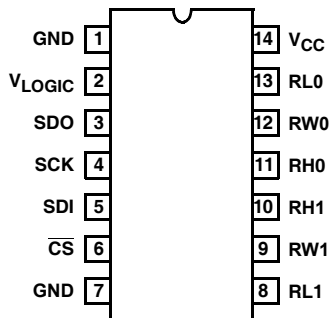 GND 1 14 VCC
VLOGIC 2 13 RL0
SDO 3 12 RW0
SCK 4 11 RH0
SDI 5 10 RH1
CS 6 9 RW1
GND 7 8 RL1